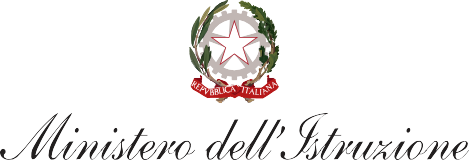 REPVBBLICA ITALIANA
Ministero dell'Istruzione